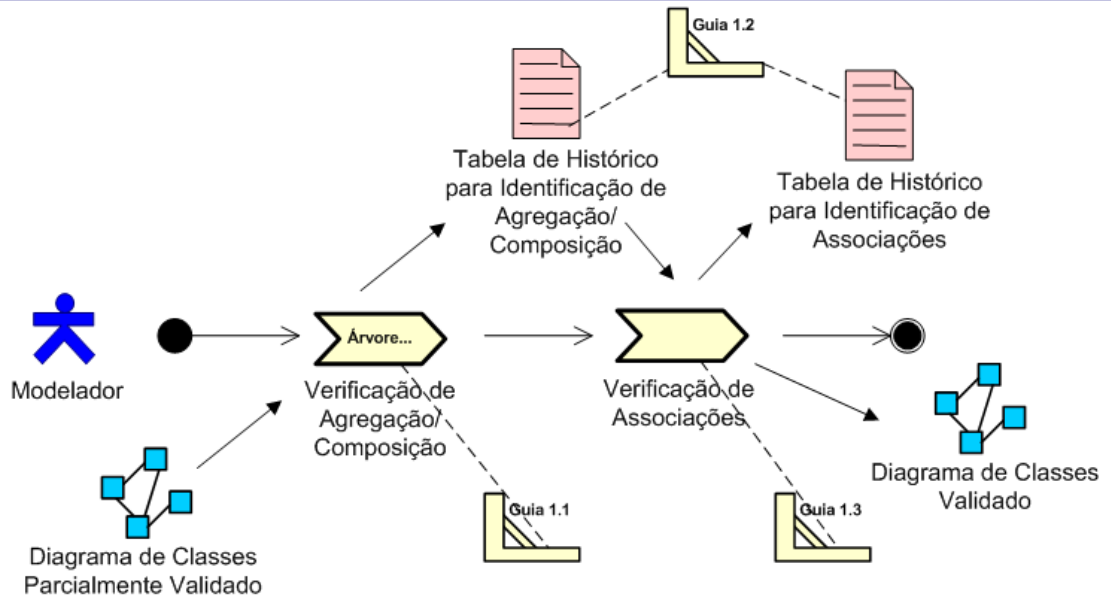 Guia 1.2
Tabela de Histórico
para Identificação de
Agregação/
Composição
Tabela de Histórico
para Identificação de
Associações
Modelador
Árvore...
Verificação de
Agregação/
Composição
Verificação de
Associações
Diagrama de Classes
Validado
Guia 1.1
Guia 1.3
Diagrama de Classes
Parcialmente Validado